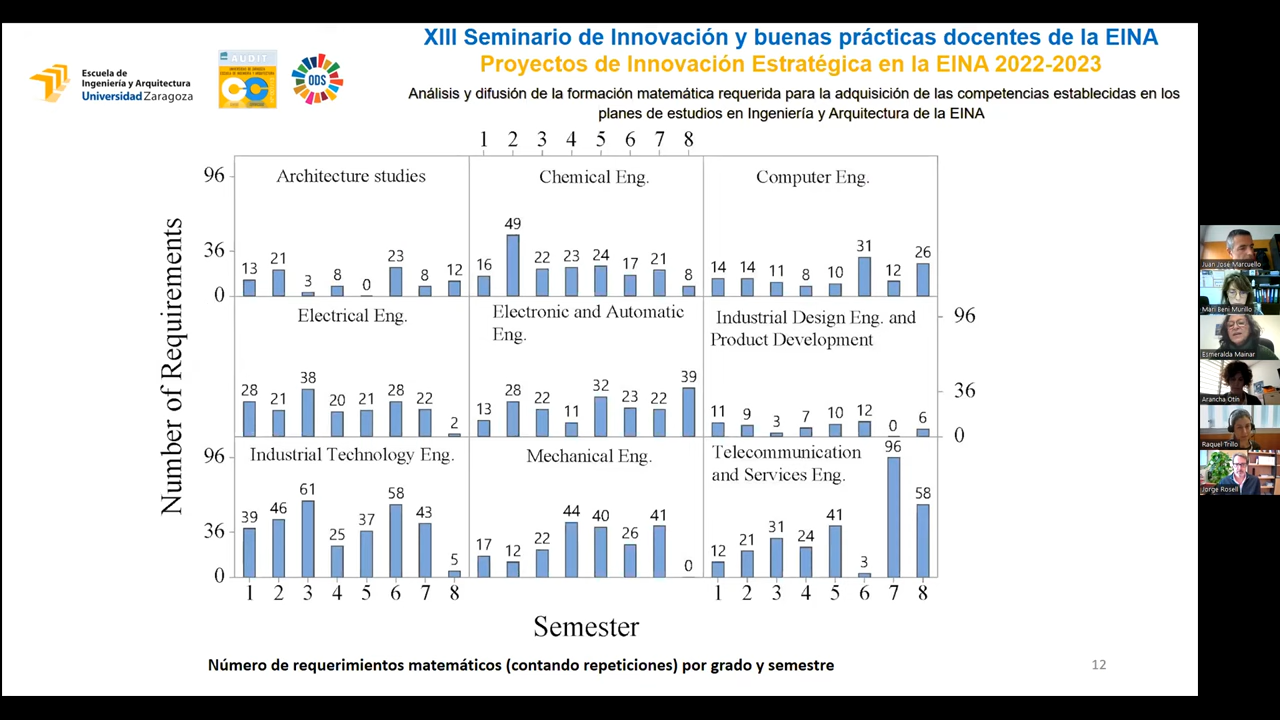 XIII Seminario de Innovación y buenas prácticas docentes de la EINA
Proyectos de Innovación Estratégica en la EINA 2022-2023
Análisis y difusión de la formación matemática requerida para la adquisición de las competencias establecidas en los
planes de estudios en Ingeniería y Arquitectura de la EINA
Escuela de
Ingeniería y Arquitectura
Universidad Zaragoza
AUDIT
ODS
1 2 3 4 5 6 7 8
Number of Requirements
96
36
0
Architecture studies
13 21 3 8 0 23 8 12
Chemical Eng.
16 49 22 23 24 17 21 8
Computer Eng.
14 14 11 8 10 31 12 26
Electrical Eng.
28 21 38 20 21 28 22 2
Electronic and Automatic
Eng.
13 28 22 11 32 23 22 39
Industrial Design Eng. and
Product Development
11 9 3 7 10 12 0 6
96
36
0
96
36
0
Industrial Technology Eng.
39 46 61 25 37 58 43 5
Mechanical Eng.
17 12 22 44 40 26 41 0
Telecommunication
and Services Eng.
12 21 31 24 41 3 96 58
1 2 3 4 5 6 7 8
1 2 3 4 5 6 7 8
Semester
Número de requerimientos matemáticos (contando repeticiones) por grado y semestre
12
Juan José Marcuello
Mari Beni Murillo
Esmeralda Mainar
Arancha Otín
Raquel Trillo
Jorge Rosell